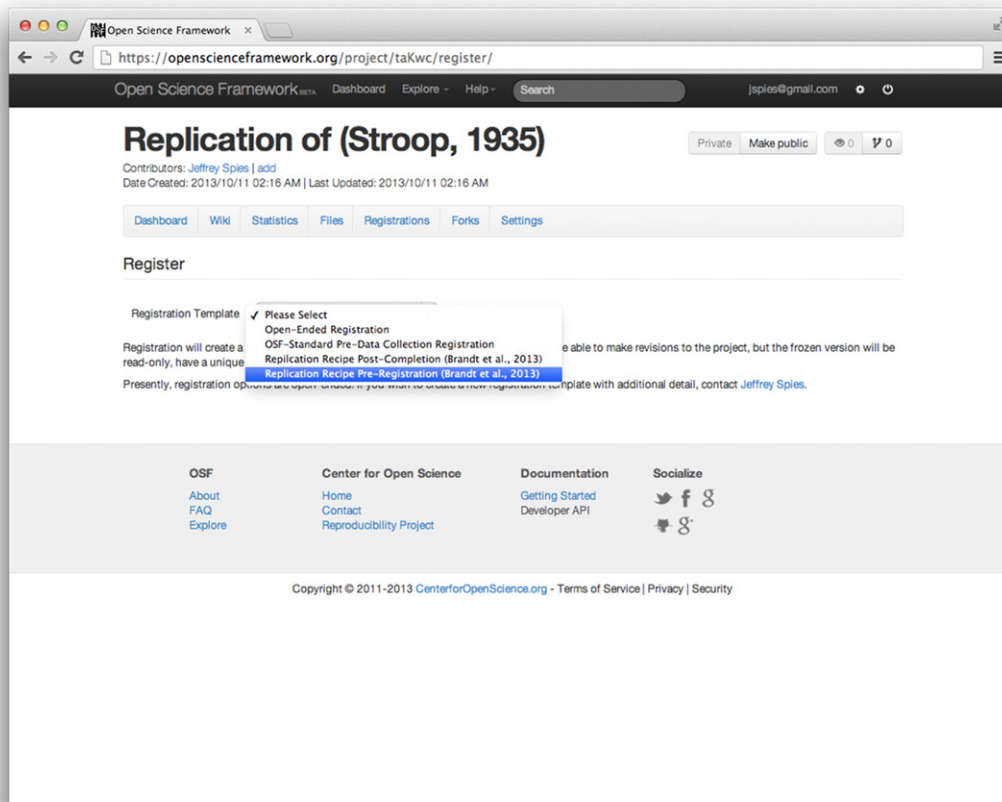 Open Science Framework
https://openscienceframework.org/project/taKwc/register/
Open Science Framework BETA Dashboard Explore Help Search jspies@gmail.com
Replication of (Stroop, 1935)
Private Make public 0 0
Contributors: Jeffrey Spies | add
Date Created: 2013/10/11 02:16 AM | Last Updated: 2013/10/11 02:16 AM
Dashboard Wiki Statistics Files Registrations Forks Settings
Register
Registration Template ✓ Please Select
Open-Ended Registration
OSF-Standard Pre-Data Collection Registration
Registration will create a e able to make revisions to the project, but the frozen version will be
Repilcation Recipe Post-Completion (Brandt et al., 2013)
read-only, have a unique
Replication Recipe Pre-Registration (Brandt et al., 2013)
Presently, registration options are open-ended. If you wish to create a new registration template with additional detail, contact Jeffrey Spies.
OSF Center for Open Science Documentation Socialize
About Home Getting Started
FAQ Contact Developer API
Explore Reproducibility Project
Copyright © 2011-2013 CenterforOpenScience.org - Terms of Service | Privacy | Security